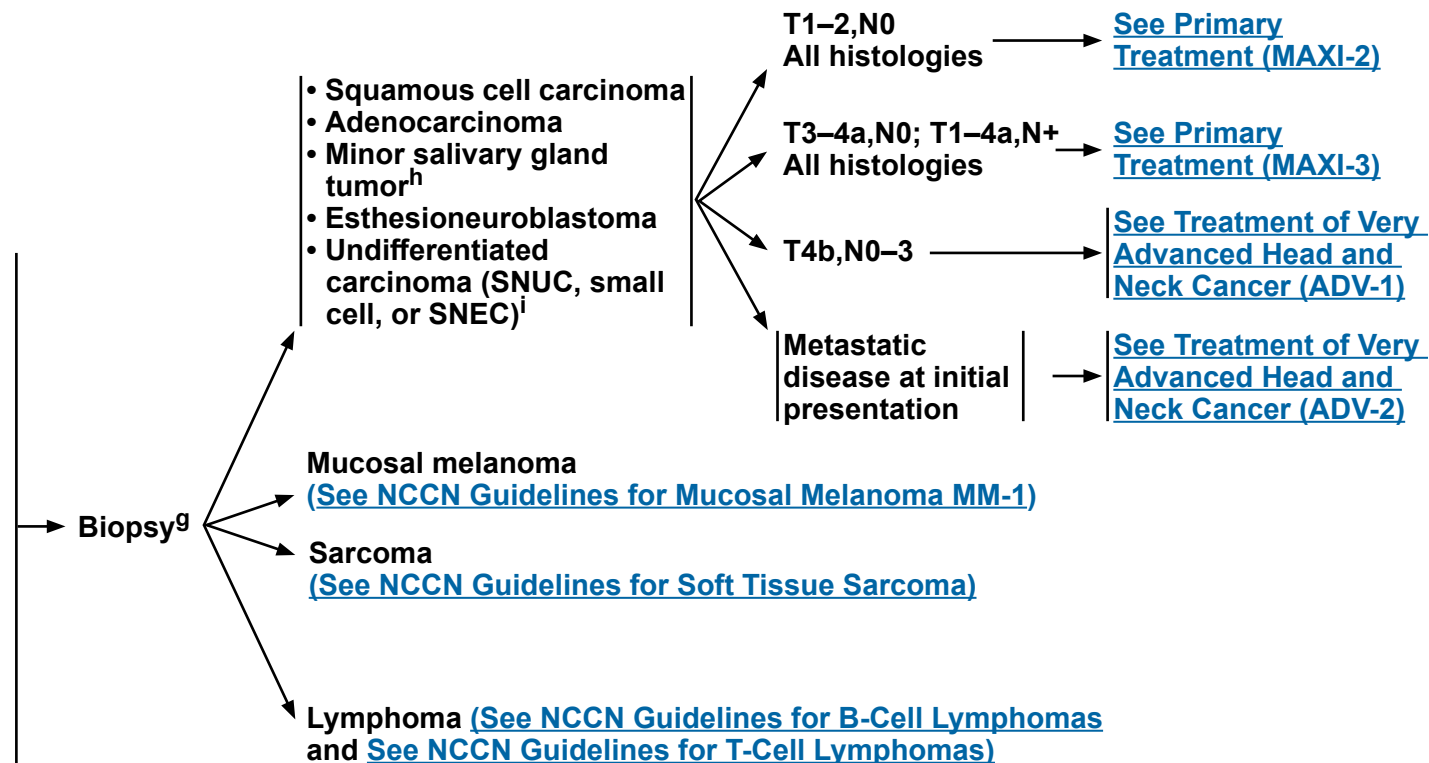 T1–2,N0
All histologies
See Primary
Treatment (MAXI-2)
• Squamous cell carcinoma
• Adenocarcinoma
• Minor salivary gland
tumorʰ
• Esthesioneuroblastoma
• Undifferentiated
carcinoma (SNUC, small
cell, or SNEC)ⁱ
T3–4a,N0; T1–4a,N+
All histologies
See Primary
Treatment (MAXI-3)
T4b,N0–3
See Treatment of Very
Advanced Head and
Neck Cancer (ADV-1)
Metastatic
disease at initial
presentation
See Treatment of Very
Advanced Head and
Neck Cancer (ADV-2)
Biopsyᵍ
Mucosal melanoma
(See NCCN Guidelines for Mucosal Melanoma MM-1)
Sarcoma
(See NCCN Guidelines for Soft Tissue Sarcoma)
Lymphoma (See NCCN Guidelines for B-Cell Lymphomas
and See NCCN Guidelines for T-Cell Lymphomas)